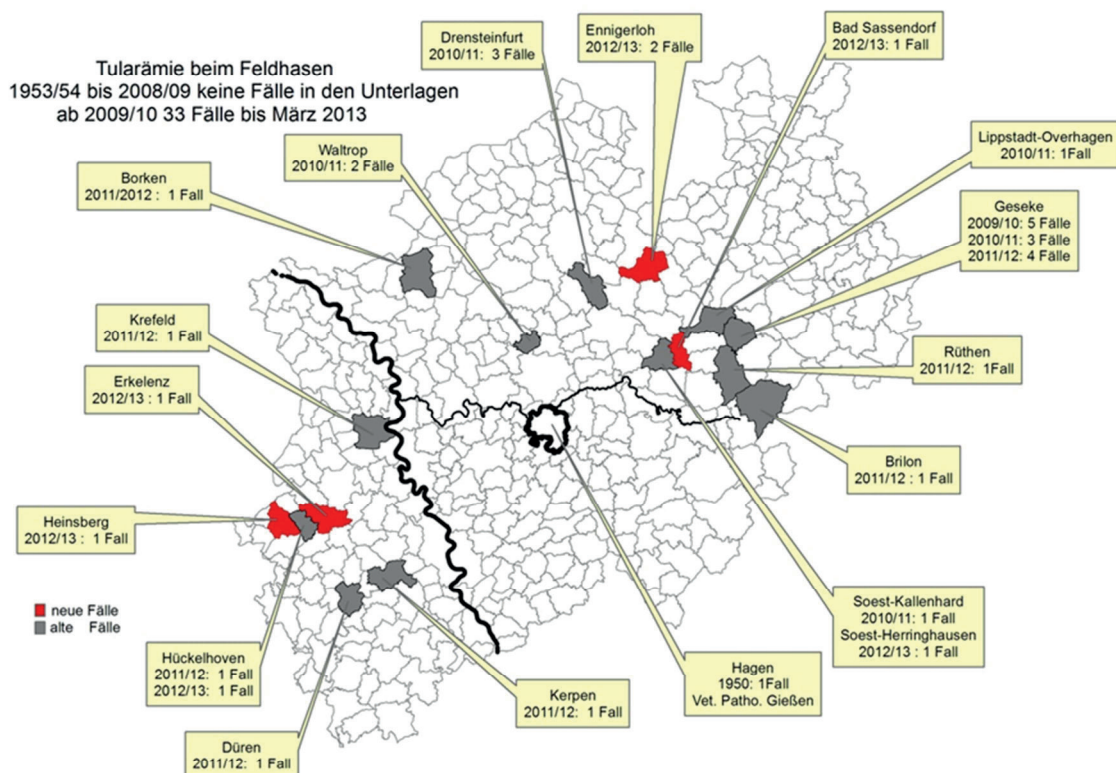 Tularämie beim Feldhasen
1953/54 bis 2008/09 keine Fälle in den Unterlagen
ab 2009/10 33 Fälle bis März 2013
Drensteinfurt
2010/11: 3 Fälle
Ennigerloh
2012/13: 2 Fälle
Bad Sassendorf
2012/13: 1 Fall
Waltrop
2010/11: 2 Fälle
Lippstadt-Overhagen
2010/11: 1Fall
Borken
2011/2012 : 1 Fall
Geseke
2009/10: 5 Fälle
2010/11: 3 Fälle
2011/12: 4 Fälle
Krefeld
2011/12: 1 Fall
Rüthen
2011/12: 1Fall
Erkelenz
2012/13 : 1 Fall
Brilon
2011/12 : 1 Fall
Heinsberg
2012/13 : 1 Fall
neue Fälle
alte Fälle
Soest-Kallenhard
2010/11: 1 Fall
Soest-Herringhausen
2012/13 : 1 Fall
Hückelhoven
2011/12: 1 Fall
2012/13: 1 Fall
Kerpen
2011/12: 1 Fall
Hagen
1950: 1Fall
Vet. Patho. Gießen
Düren
2011/12: 1 Fall